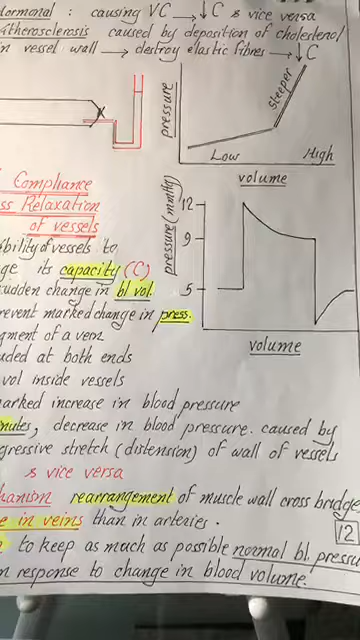 Hormonal : causing VC → ↓C & vice versa
Atherosclerosis caused by deposition of cholesterol
in vessel wall → destroy elastic fibres → ↓C
pressure
steeper
Low High
volume
Compliance
ss Relaxation
of vessels
ability of vessels to
ge its capacity (C)
sudden change in bl vol.
revent marked change in press.
gment of a vein
uded at both ends
vol inside vessels
pressure (mmHg)
12
9
5
volume
marked increase in blood pressure
nutes, decrease in blood pressure caused by
gressive stretch (distension) of wall of vessels
& vice versa
hanism rearrangement of muscle wall cross bridge
e in veins than in arteries.
to keep as much as possible normal bl. pressu
n response to change in blood volume.
12